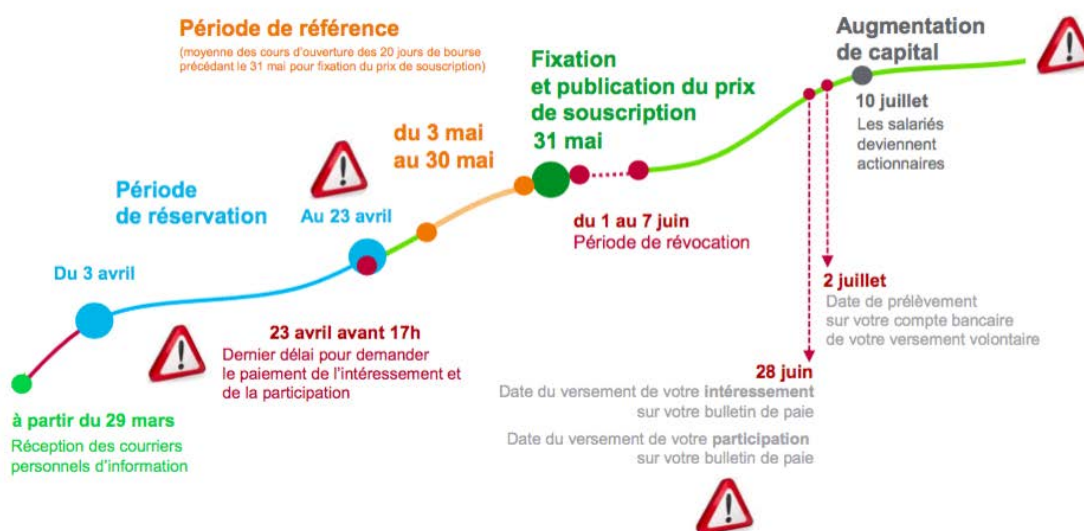 Période de référence
(moyenne des cours d'ouverture des 20 jours de bourse
précédant le 31 mai pour fixation du prix de souscription)
Augmentation
de capital
10 juillet
Les salariés
deviennent
actionnaires
Fixation
et publication du prix
de souscription
31 mai
du 3 mai
au 30 mai
Période
de réservation
Au 23 avril
Du 3 avril
du 1 au 7 juin
Période de révocation
2 juillet
Date de prélèvement
sur votre compte bancaire
de votre versement volontaire
23 avril avant 17h
Dernier délai pour demander
le paiement de l'intéressement et
de la participation
28 juin
Date du versement de votre intéressement
sur votre bulletin de paie
Date du versement de votre participation
sur votre bulletin de paie
à partir du 29 mars
Réception des courriers
personnels d'information